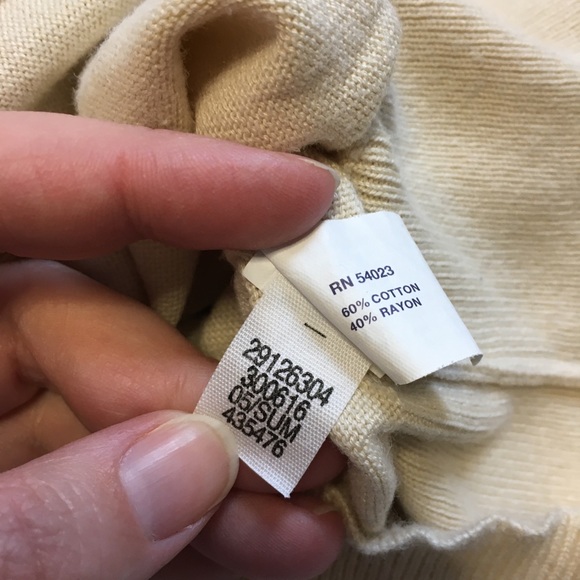 RN 54023
60% COTTON
40% RAYON
29126304
300616
05/SUM
435476